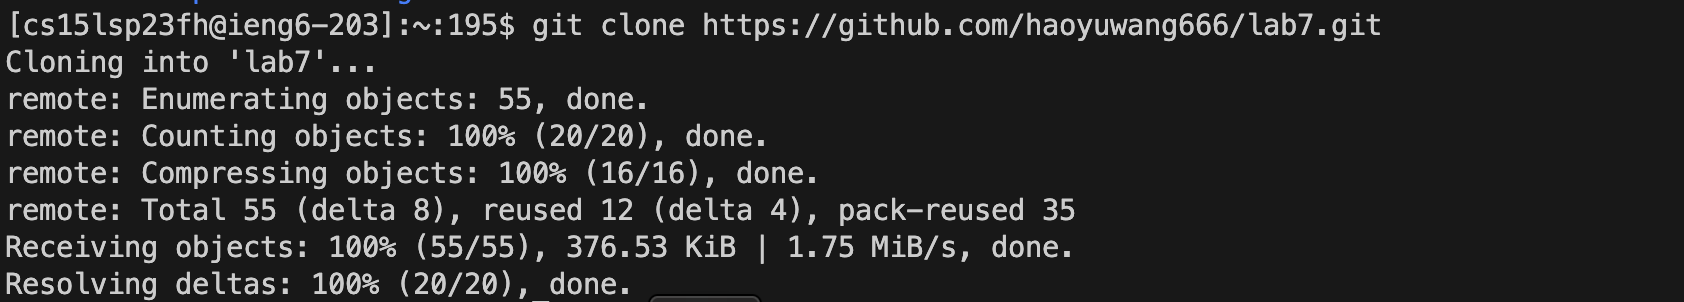 [cs15lsp23fh@ieng6-203]:~:195$ git clone https://github.com/haoyuwang666/lab7.git
Cloning into 'lab7'...
remote: Enumerating objects: 55, done.
remote: Counting objects: 100% (20/20), done.
remote: Compressing objects: 100% (16/16), done.
remote: Total 55 (delta 8), reused 12 (delta 4), pack-reused 35
Receiving objects: 100% (55/55), 376.53 KiB | 1.75 MiB/s, done.
Resolving deltas: 100% (20/20), done.